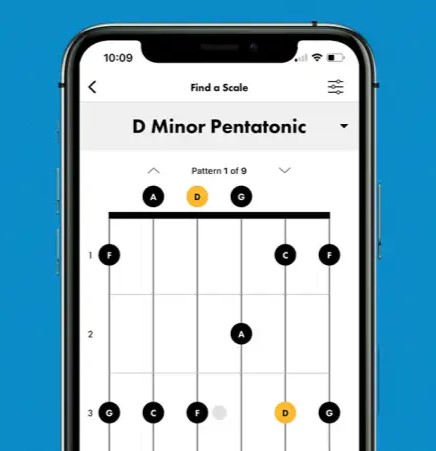 10:09
Find a Scale
D Minor Pentatonic
Pattern 1 of 9
A D G
1 F C F
2 A
3 G C F D G